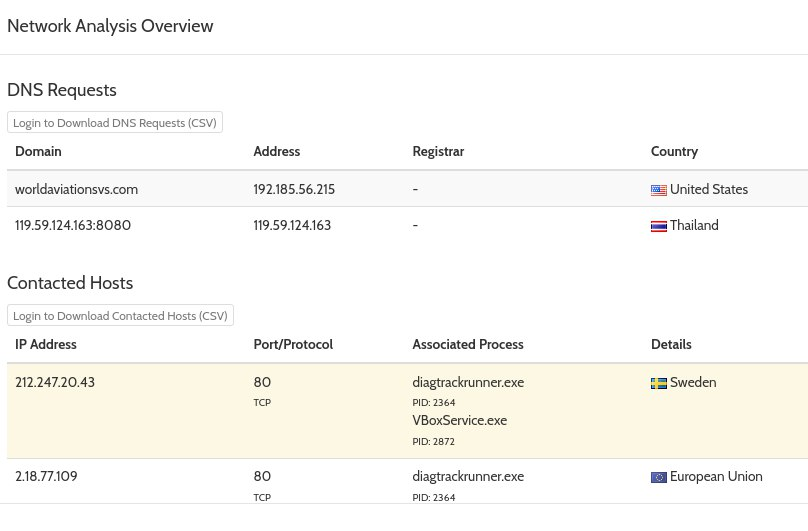 Network Analysis Overview
DNS Requests
Login to Download DNS Requests (CSV)
Domain Address Registrar Country
worldaviationsvs.com 192.185.56.215 - United States
119.59.124.163:8080 119.59.124.163 - Thailand
Contacted Hosts
Login to Download Contacted Hosts (CSV)
IP Address Port/Protocol Associated Process Details
212.247.20.43 80 diagtrackrunner.exe Sweden
TCP PID: 2364
VBoxService.exe
PID: 2872
2.18.77.109 80 diagtrackrunner.exe European Union
TCP PID: 2364